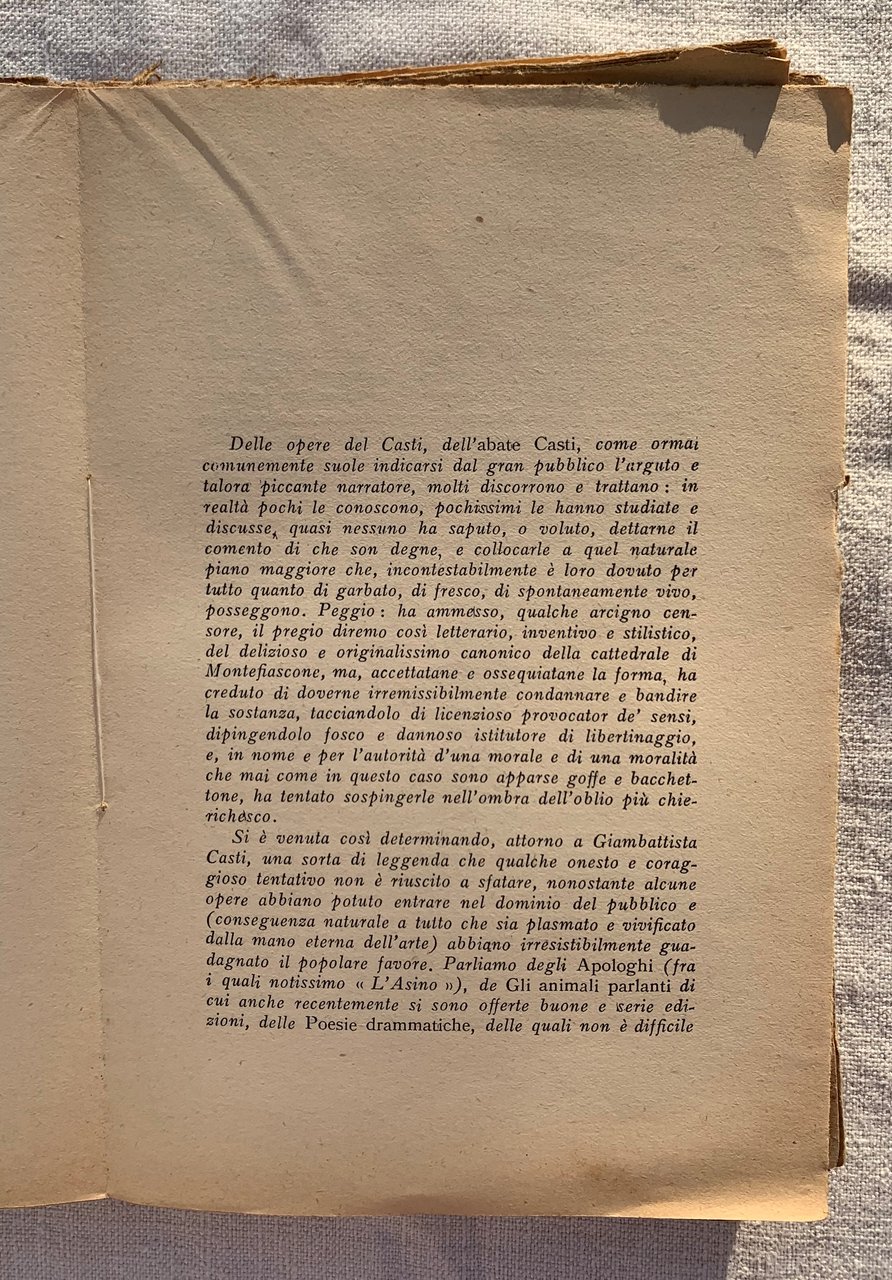 Delle opere del Casti, dell'abate Casti, come ormai
comunemente suole indicarsi dal gran pubblico l'arguto e
talora piccante narratore, molti discorrono e trattano : in
realtà pochi le conoscono, pochissimi le hanno studiate e
discusse, quasi nessuno ha saputo, o voluto, dettarne il
comento di che son degne, e collocarle a quel naturale
piano maggiore che, incontestabilmente è loro dovuto per
tutto quanto di garbato, di fresco, di spontaneamente vivo,
posseggono. Peggio : ha ammesso, qualche arcigno cen-
sore, il pregio diremo così letterario, inventivo e stilistico,
del delizioso e originalissimo canonico della cattedrale di
Montefiascone, ma, accettatane e ossequiatane la forma, ha
creduto di doverne irremissibilmente condannare e bandire
la sostanza, tacciandolo di licenzioso provocator de' sensi,
dipingendolo fosco e dannoso istitutore di libertinaggio,
e, in nome e per l'autorità d'una morale e di una moralità
che mai come in questo caso sono apparse goffe e bacchet-
tone, ha tentato sospingerle nell'ombra dell'oblio più chie-
richesco.
Si è venuta così determinando, attorno a Giambattista
Casti, una sorta di leggenda che qualche onesto e corag-
gioso tentativo non è riuscito a sfatare, nonostante alcune
opere abbiano potuto entrare nel dominio del pubblico e
(conseguenza naturale a tutto che sia plasmato e vivificato
dalla mano eterna dell'arte) abbiano irresistibilmente gua-
dagnato il popolare favore. Parliamo degli Apologhi (fra
i quali notissimo « L'Asino »), de Gli animali parlanti di
cui anche recentemente si sono offerte buone e serie edi-
zioni, delle Poesie drammatiche, delle quali non è difficile